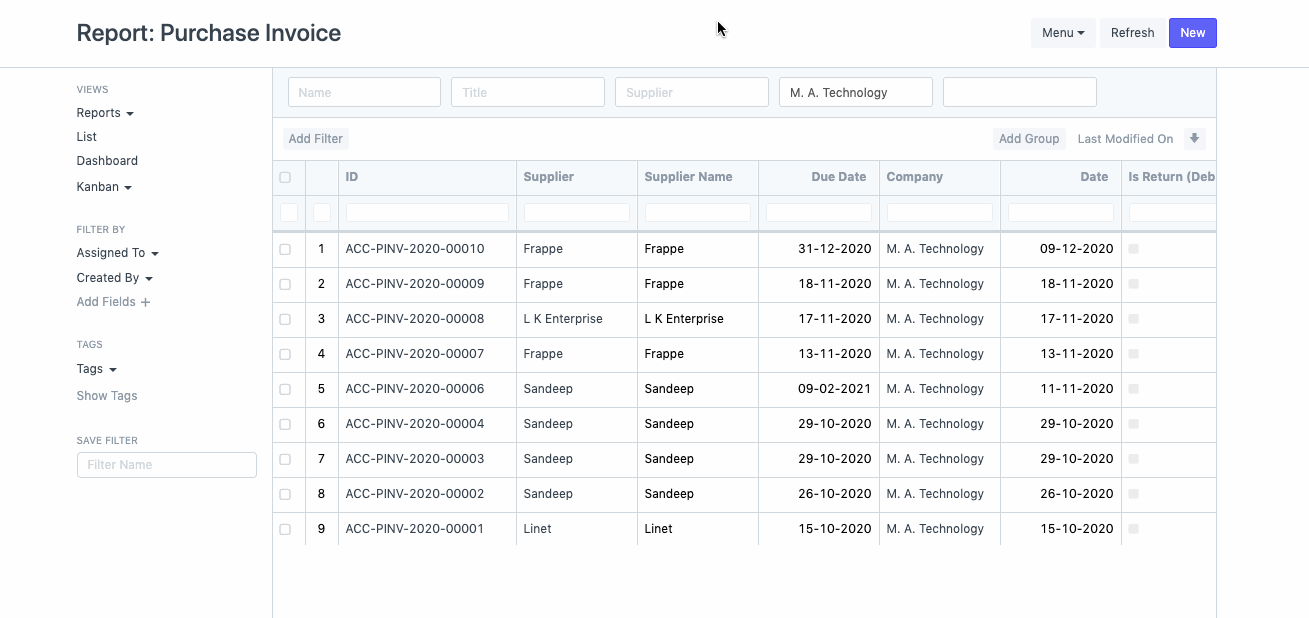 Report: Purchase Invoice
Menu Refresh New
VIEWS
Reports
List
Dashboard
Kanban
FILTER BY
Assigned To
Created By
Add Fields +
TAGS
Tags
Show Tags
SAVE FILTER
Filter Name
Name Title Supplier M. A. Technology
Add Filter Add Group Last Modified On
ID Supplier Supplier Name Due Date Company Date Is Return (Deb
1 ACC-PINV-2020-00010 Frappe Frappe 31-12-2020 M. A. Technology 09-12-2020
2 ACC-PINV-2020-00009 Frappe Frappe 18-11-2020 M. A. Technology 18-11-2020
3 ACC-PINV-2020-00008 L K Enterprise L K Enterprise 17-11-2020 M. A. Technology 17-11-2020
4 ACC-PINV-2020-00007 Frappe Frappe 13-11-2020 M. A. Technology 13-11-2020
5 ACC-PINV-2020-00006 Sandeep Sandeep 09-02-2021 M. A. Technology 11-11-2020
6 ACC-PINV-2020-00004 Sandeep Sandeep 29-10-2020 M. A. Technology 29-10-2020
7 ACC-PINV-2020-00003 Sandeep Sandeep 29-10-2020 M. A. Technology 29-10-2020
8 ACC-PINV-2020-00002 Sandeep Sandeep 26-10-2020 M. A. Technology 26-10-2020
9 ACC-PINV-2020-00001 Linet Linet 15-10-2020 M. A. Technology 15-10-2020